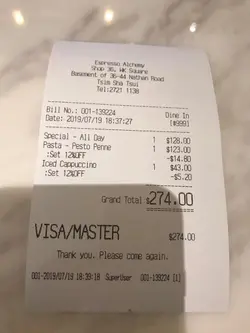 Espresso Alchemy
Shop 36, HK Square
Basement of 36-44 Nathan Road
Tsim Sha Tsui
Tel:2721 1138
Bill No.: 001-139224 Dine In
Date: 2019/07/19 18:37:27 [#999]
Special - All Day 1 $128.00
Pasta - Pesto Penne 1 $123.00
:Set 12%OFF -$14.80
Iced Cappuccino 1 $43.00
:Set 12%OFF -$5.20
Grand Total $274.00
VISA/MASTER $274.00
Thank you. Please come again.
001-2019/07/19 18:39:18 SuperUser 001-139224 [1]